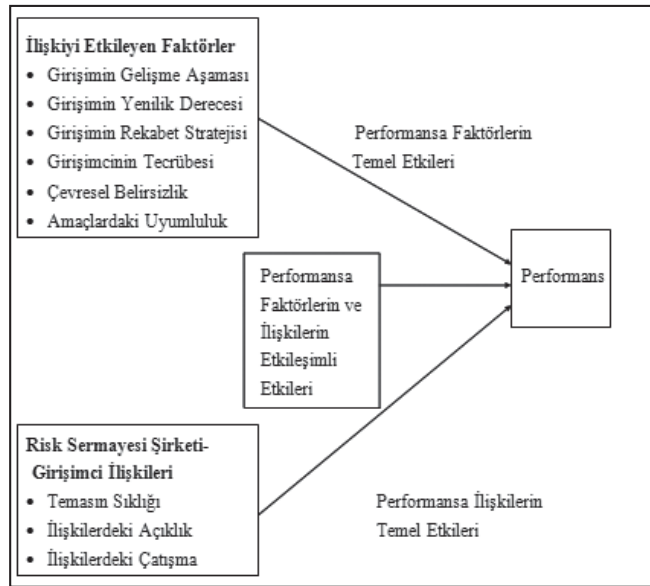 İlişkiyi Etkileyen Faktörler
• Girişimin Gelişme Aşaması
• Girişimin Yenilik Derecesi
• Girişimin Rekabet Stratejisi
• Girişimcinin Tecrübesi
• Çevresel Belirsizlik
• Amaçlardaki Uyumluluk
Performansa Faktörlerin
Temel Etkileri
Performansa
Faktörlerin ve
İlişkilerin
Etkileşimli
Etkileri
Performans
Risk Sermayesi Şirketi-
Girişimci İlişkileri
• Temasın Sıklığı
• İlişkilerdeki Açıklık
• İlişkilerdeki Çatışma
Performansa İlişkilerin
Temel Etkileri